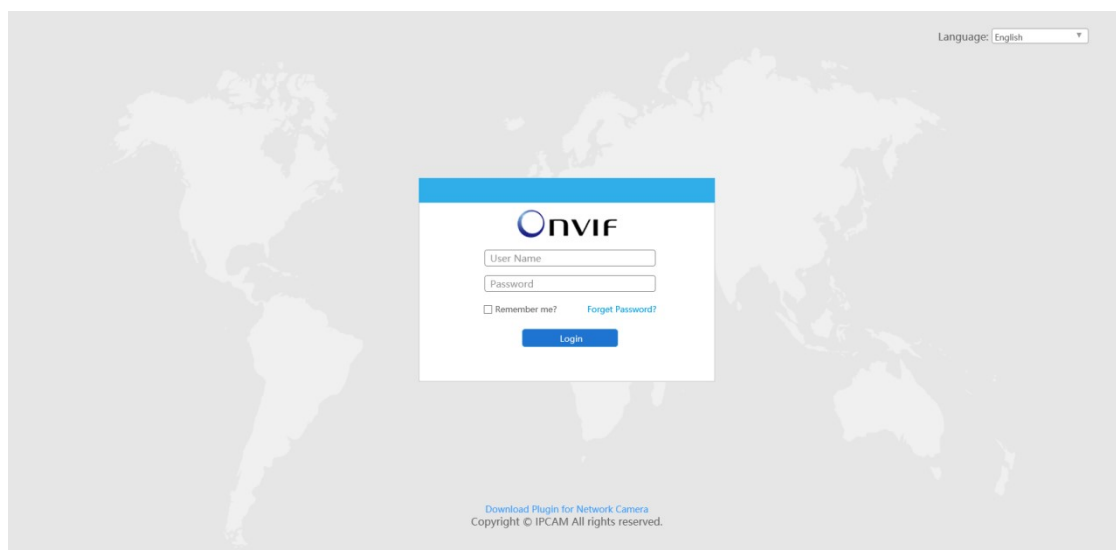 Language: English
ONVIF
User Name
Password
Remember me? Forget Password?
Login
Download Plugin for Network Camera
Copyright © IPCAM All rights reserved.